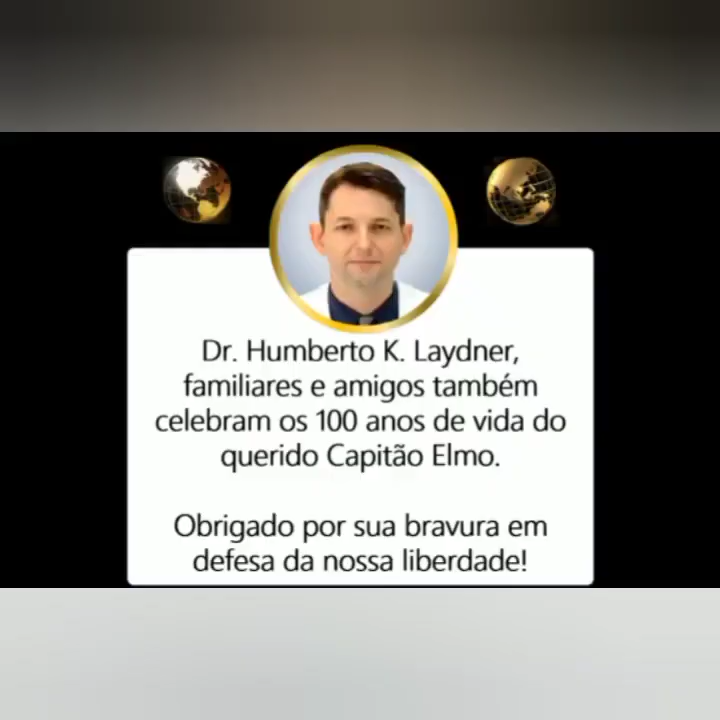 Dr. Humberto K. Laydner,
familiares e amigos também
celebram os 100 anos de vida do
querido Capitão Elmo.
Obrigado por sua bravura em
defesa da nossa liberdade!